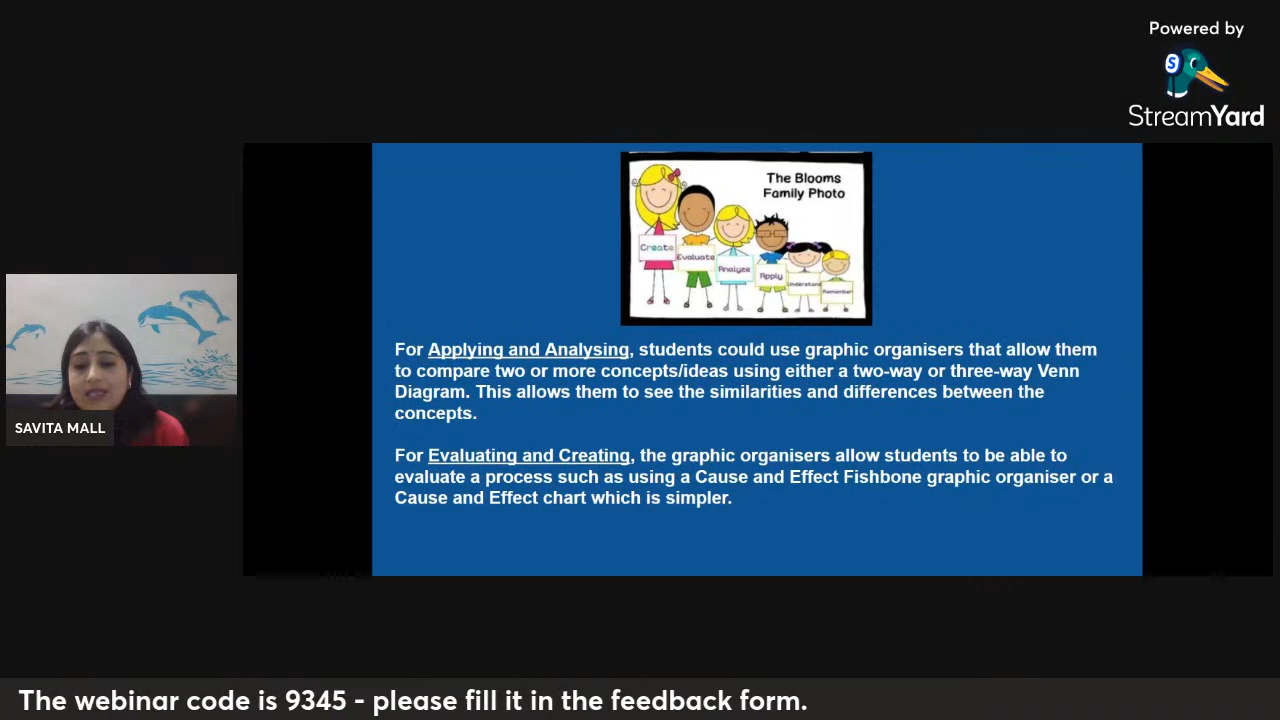 Powered by
S
StreamYard
The Blooms
Family Photo
Create
Evaluate
Analyze
Apply
Understand
Remember
For Applying and Analysing, students could use graphic organisers that allow them
to compare two or more concepts/ideas using either a two-way or three-way Venn
Diagram. This allows them to see the similarities and differences between the
concepts.
For Evaluating and Creating, the graphic organisers allow students to be able to
evaluate a process such as using a Cause and Effect Fishbone graphic organiser or a
Cause and Effect chart which is simpler.
SAVITA MALL
The webinar code is 9345 - please fill it in the feedback form.